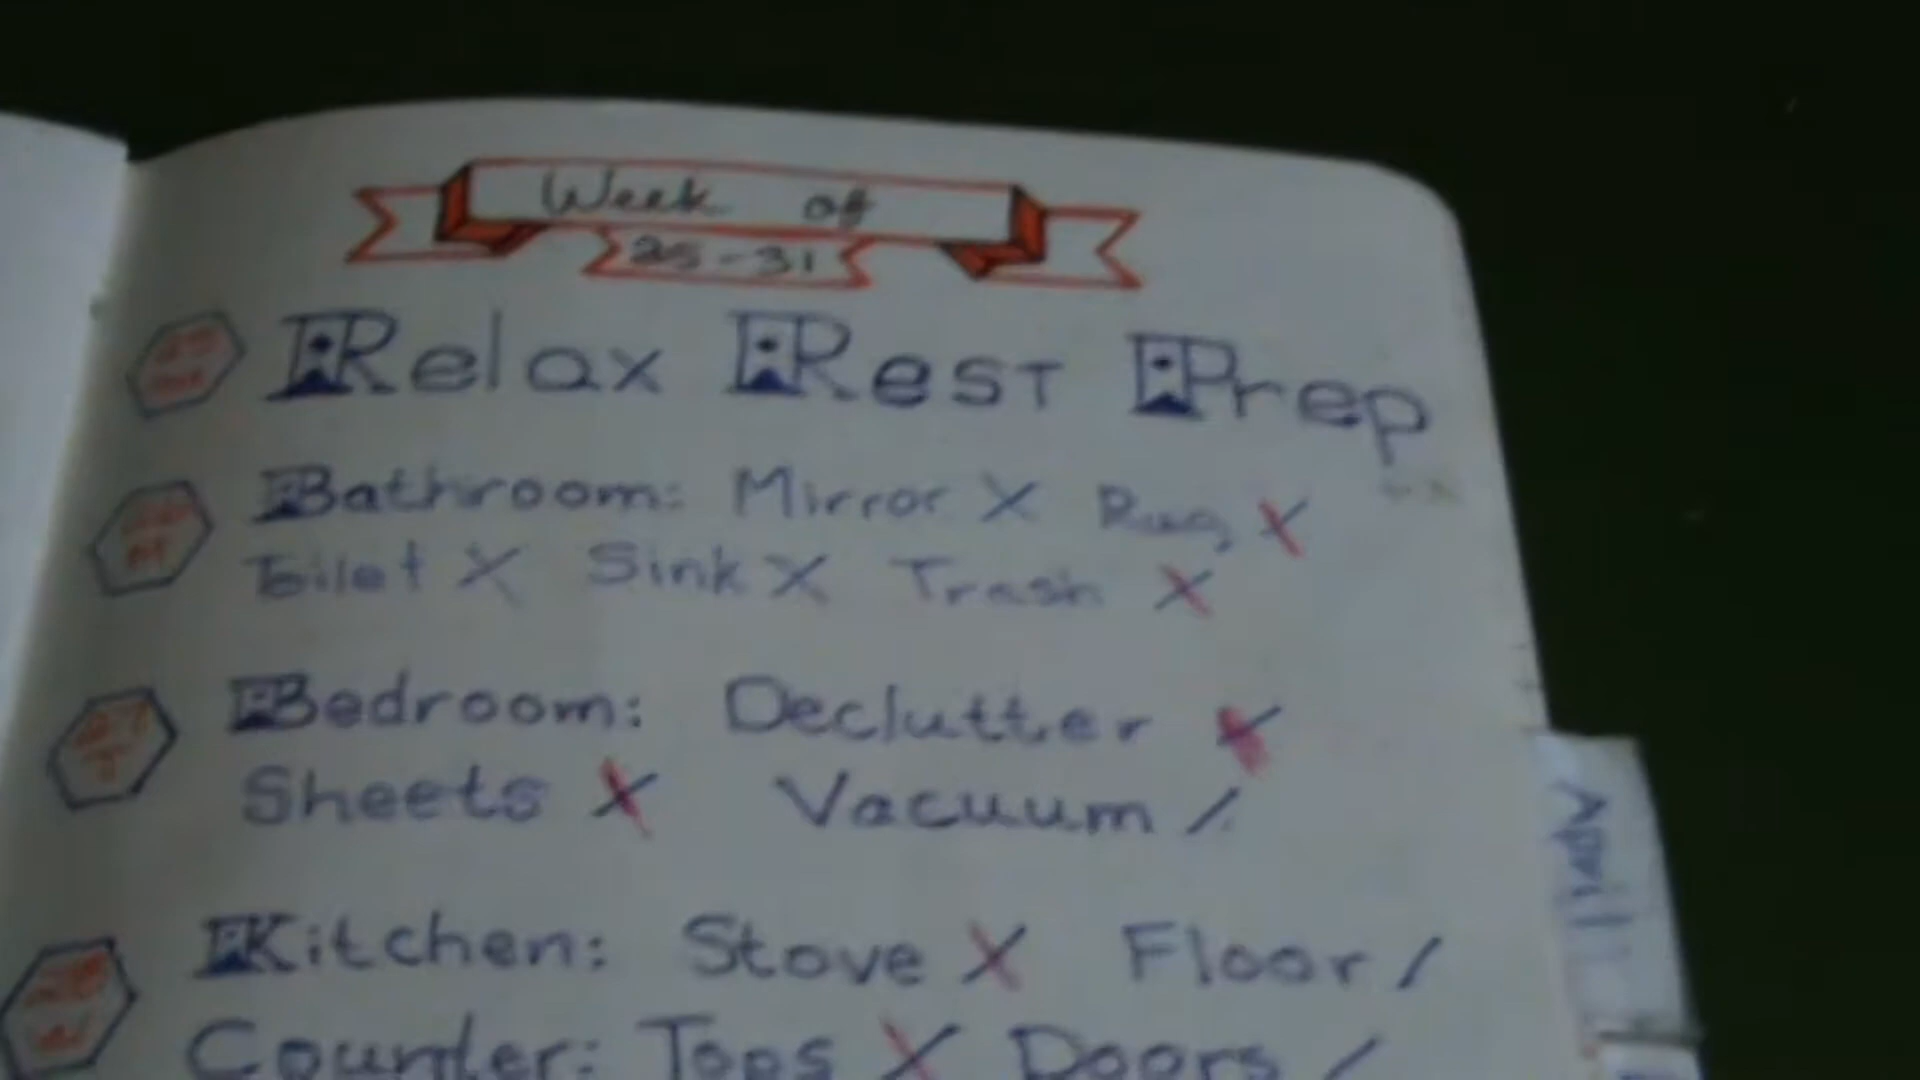 Week of
25-31
Relax Rest Prep
Bathroom: Mirror X Rug X
Toilet X Sink X Trash X
Bedroom: Declutter X
Sheets X Vacuum /
Kitchen: Stove X Floor /
Counter: Tops X Doors /
April